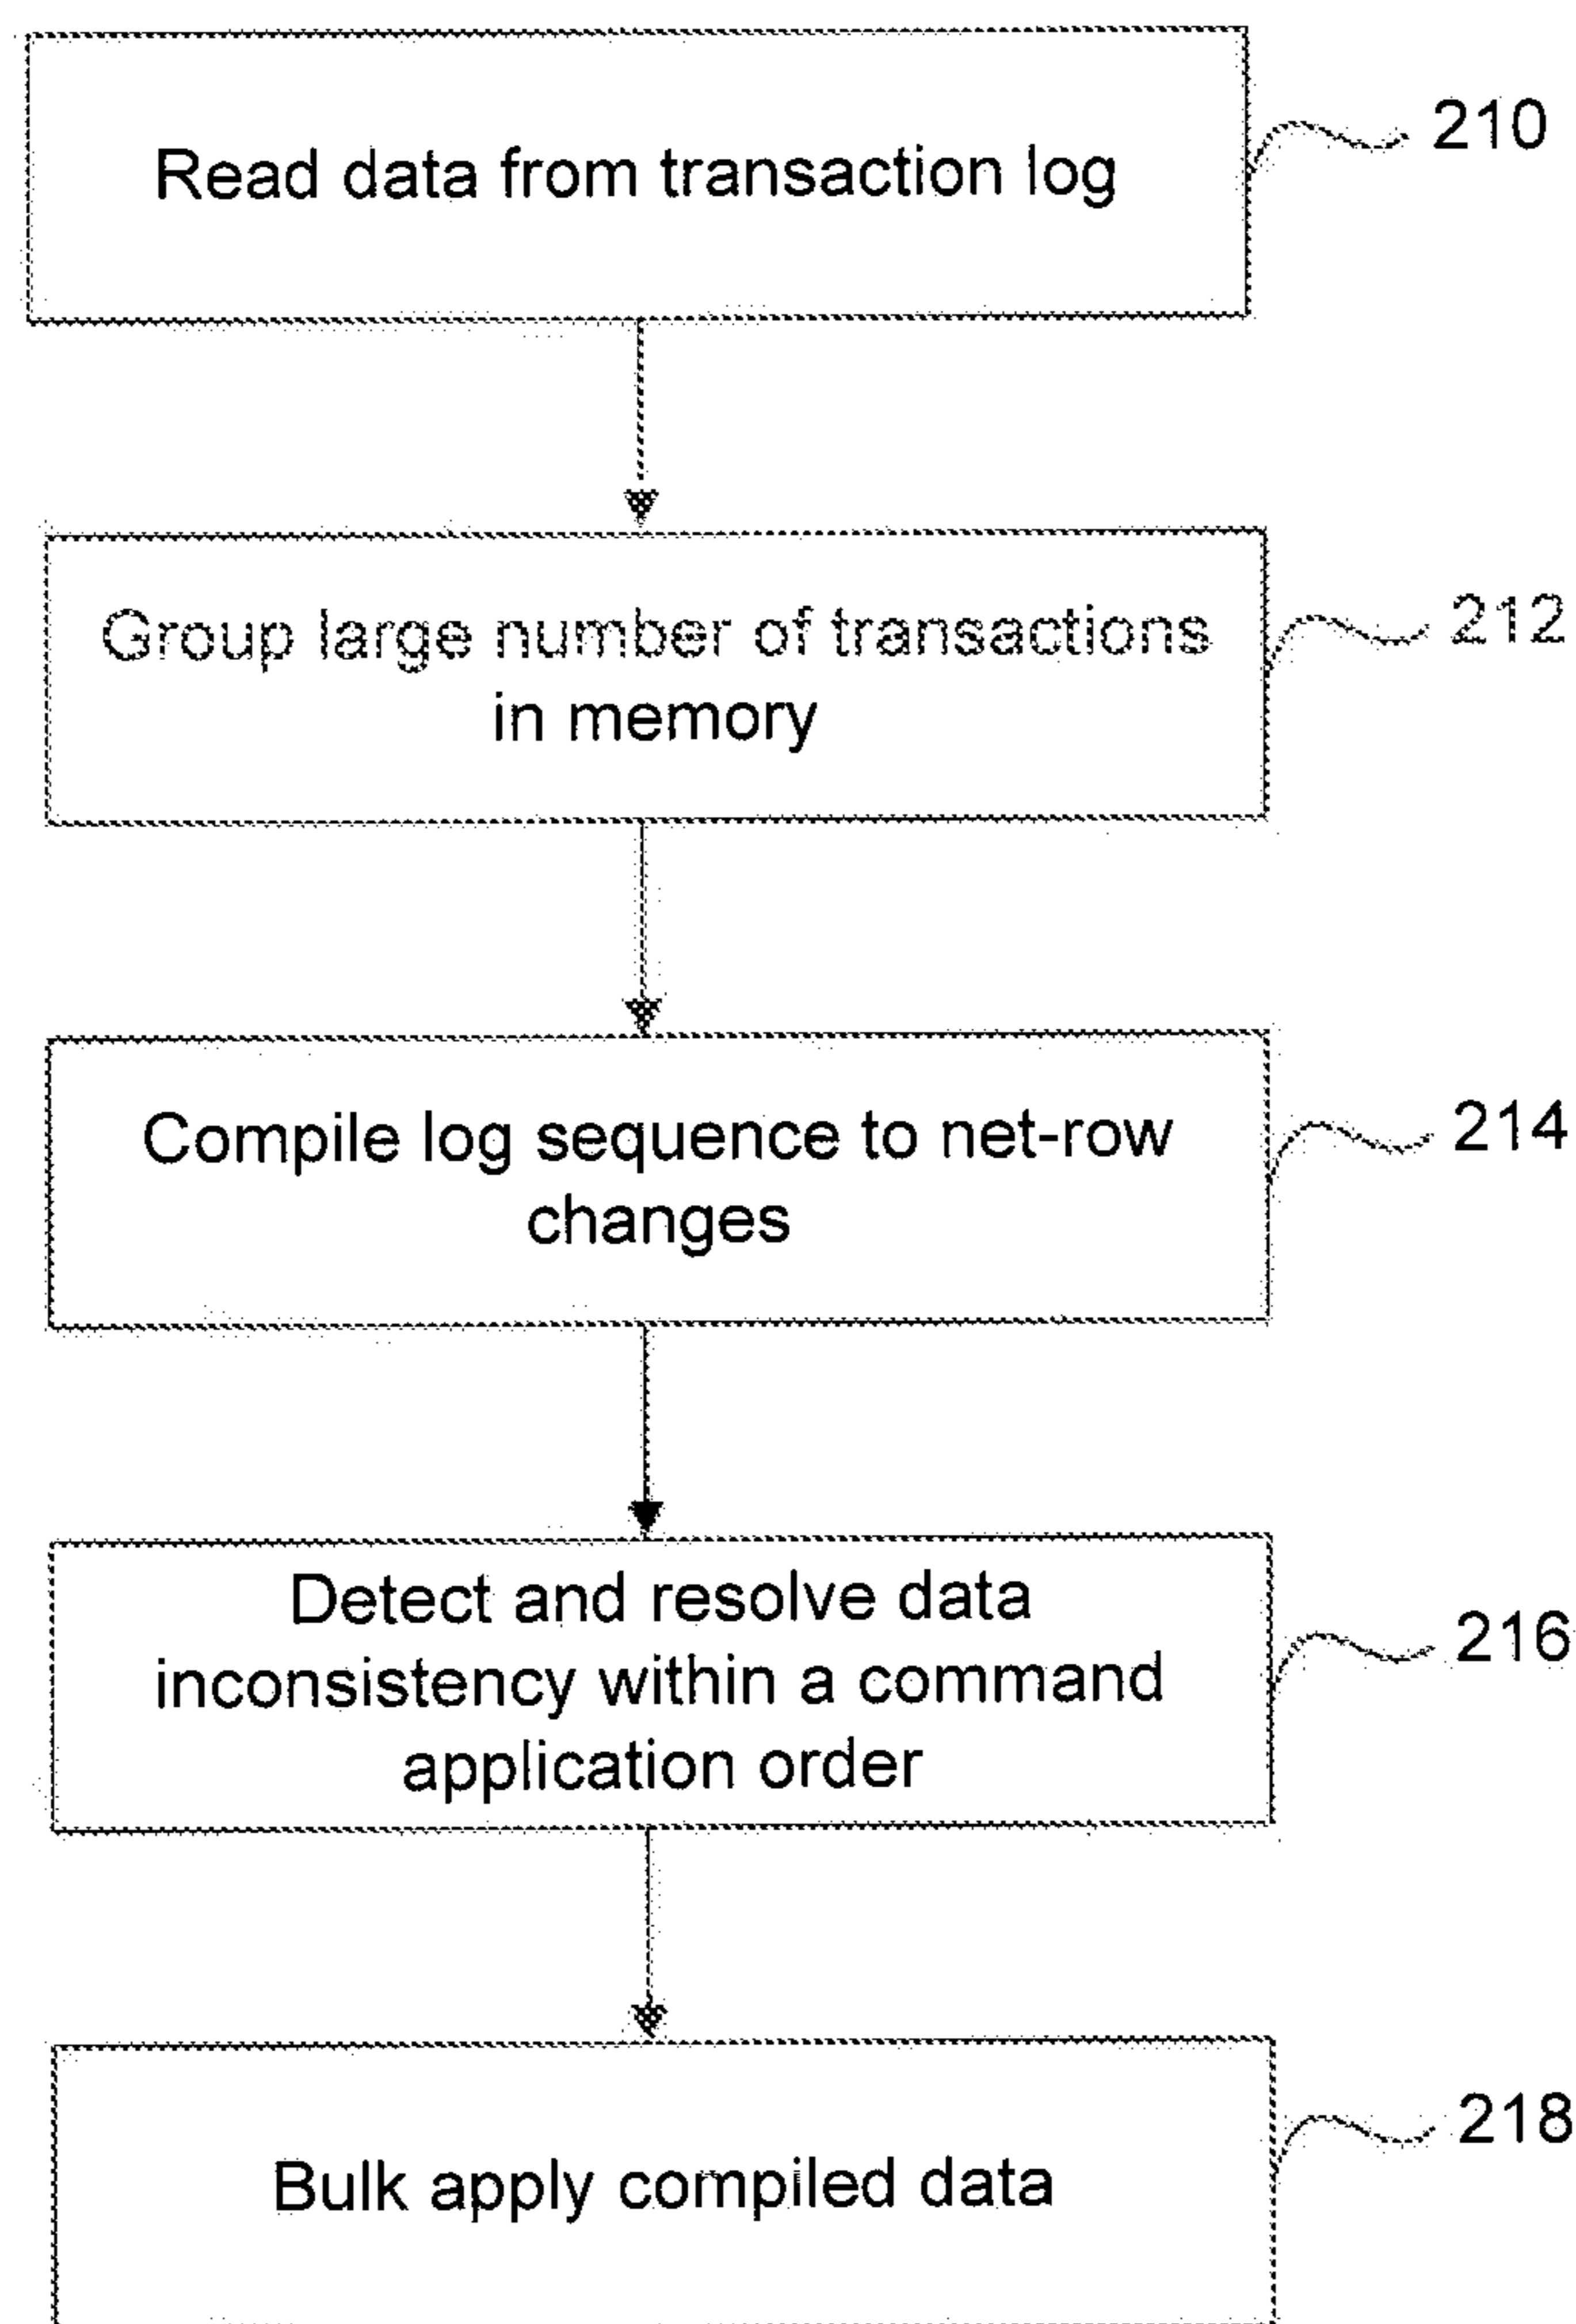 Read data from transaction log
210
Group large number of transactions
in memory
212
Compile log sequence to net-row
changes
214
Detect and resolve data
inconsistency within a command
application order
216
Bulk apply compiled data
218